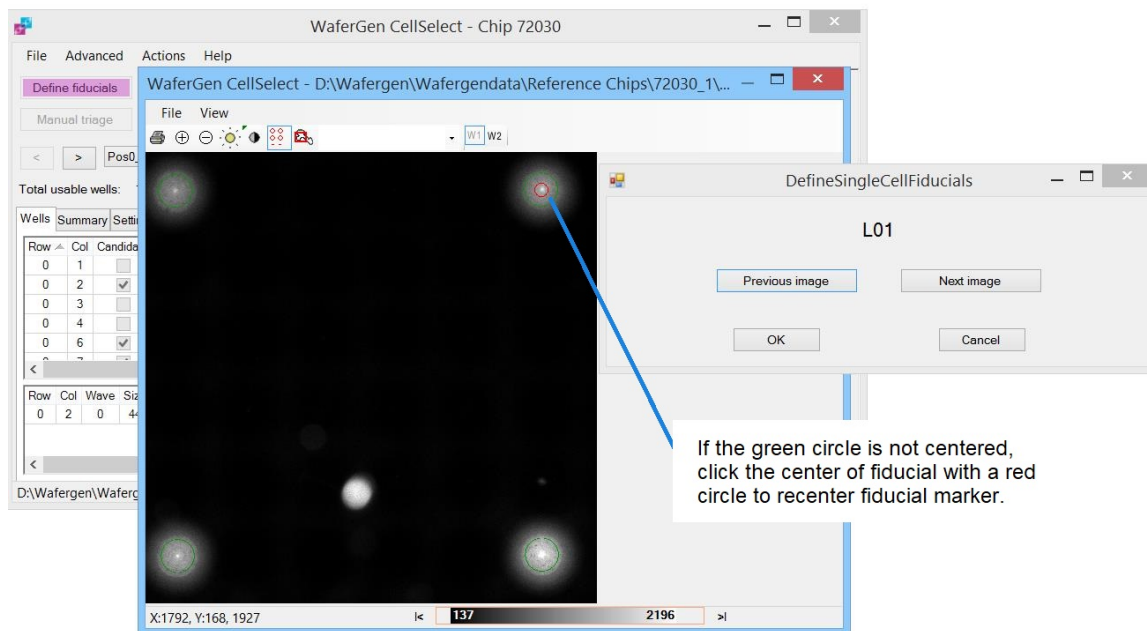 WaferGen CellSelect - Chip 72030
File Advanced Actions Help
Define fiducials
WaferGen CellSelect - D:\Wafergen\Wafergendata\Reference Chips\72030_1\...
Manual triage
File View
W1 W2
< > Pos0_
Total usable wells:
Wells Summary Settin
Row Col Candida
0 1
0 2
0 3
0 4
0 6
Row Col Wave Siz
0 2 0 44
D:\Wafergen\Waferg
X:1792, Y:168, 1927
137 2196
DefineSingleCellFiducials
L01
Previous image Next image
OK Cancel
If the green circle is not centered,
click the center of fiducial with a red
circle to recenter fiducial marker.